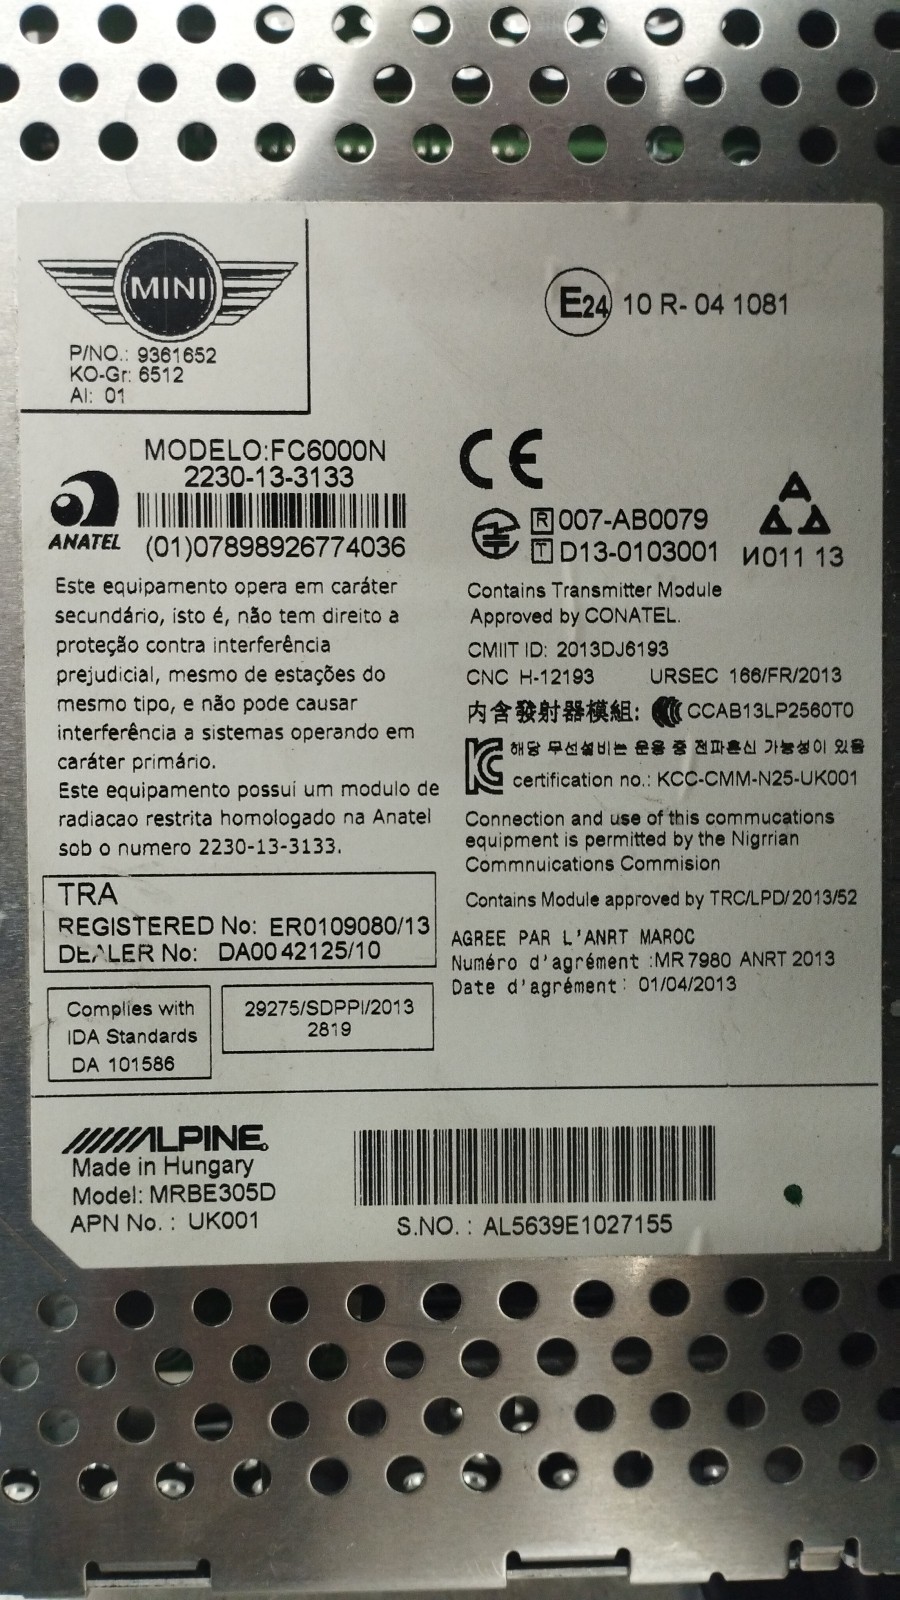 MINI
P/NO.: 9361652
KO-Gr: 6512
AI: 01
E24 10 R- 04 1081
MODELO:FC6000N
2230-13-3133
ANATEL (01)07898926774036
Este equipamento opera em caráter
secundário, isto é, não tem direito a
proteção contra interferência
prejudicial, mesmo de estações do
mesmo tipo, e não pode causar
interferência a sistemas operando em
caráter primário.
Este equipamento possui um modulo de
radiacao restrita homologado na Anatel
sob o numero 2230-13-3133.
TRA
REGISTERED No: ER0109080/13
DEALER No: DA0042125/10
Complies with
IDA Standards
DA 101586
29275/SDPPI/2013
2819
CE
R 007-AB0079
T D13-0103001
И011 13
Contains Transmitter Module
Approved by CONATEL.
CMIIT ID: 2013DJ6193
CNC H-12193 URSEC 166/FR/2013
內含發射器模組: CCAB13LP2560T0
해당 무선설비는 운용 중 전파혼신 가능성이 있음
certification no.: KCC-CMM-N25-UK001
Connection and use of this commucations
equipment is permitted by the Nigrrian
Commnuications Commision
Contains Module approved by TRC/LPD/2013/52
AGREE PAR L'ANRT MAROC
Numéro d'agrément :MR7980 ANRT 2013
Date d'agrément: 01/04/2013
ALPINE
Made in Hungary
Model: MRBE305D
APN No. : UK001
S.NO. : AL5639E1027155